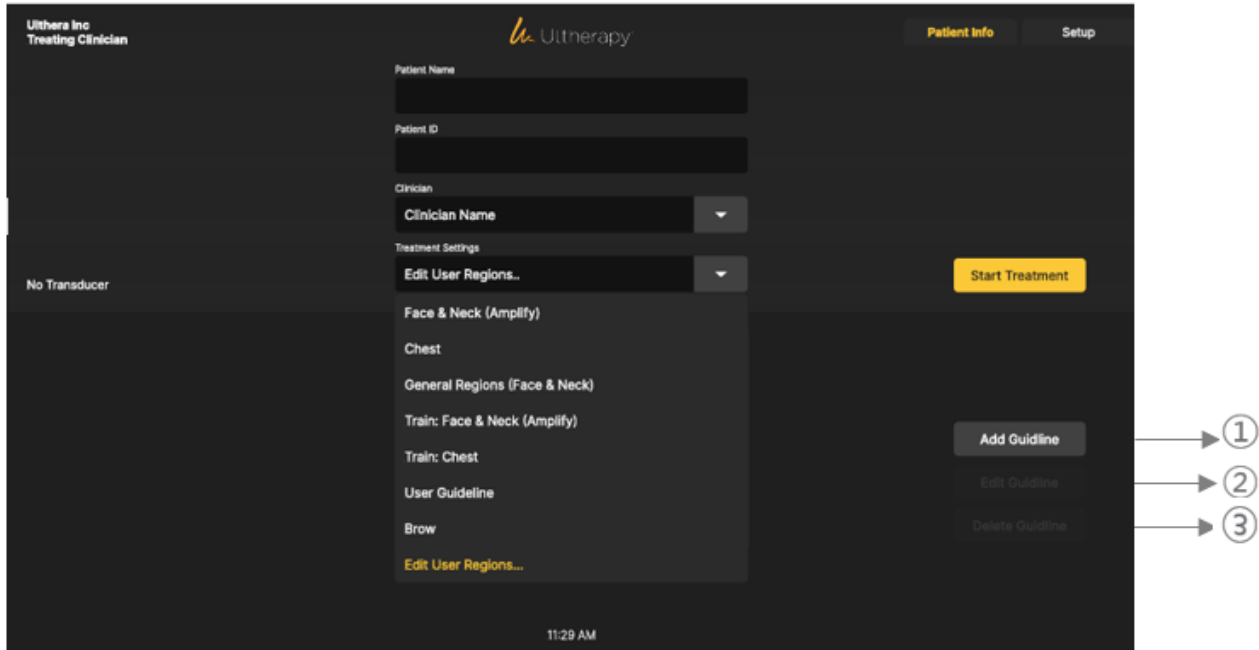 Ulthera Inc
Treating Clinician
Ultherapy
Patient Info
Setup
Patient Name
Patient ID
Clinician
Clinician Name
Treatment Settings
Edit User Regions..
No Transducer
Start Treatment
Face & Neck (Amplify)
Chest
General Regions (Face & Neck)
Train: Face & Neck (Amplify)
Train: Chest
User Guideline
Brow
Edit User Regions...
Add Guidline
①
Edit Guidline
②
Delete Guidline
③
11:29 AM